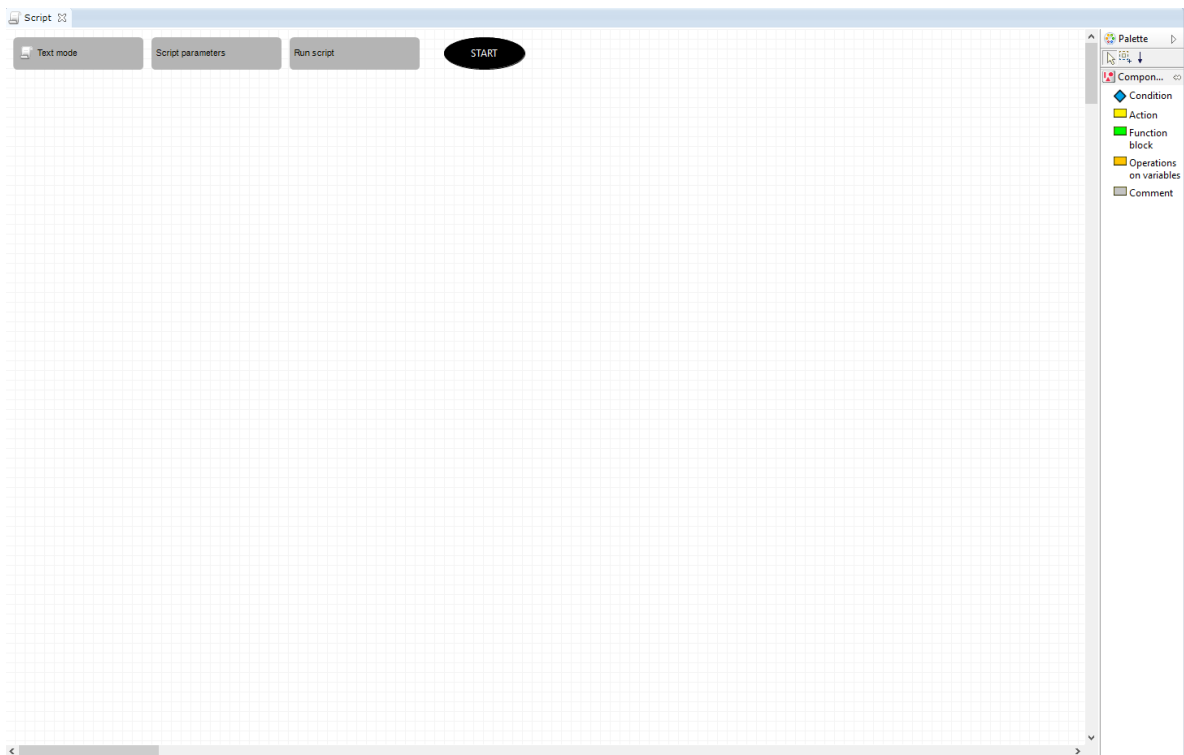 Script
Text mode
Script parameters
Run script
START
Palette
Compon...
Condition
Action
Function
block
Operations
on variables
Comment